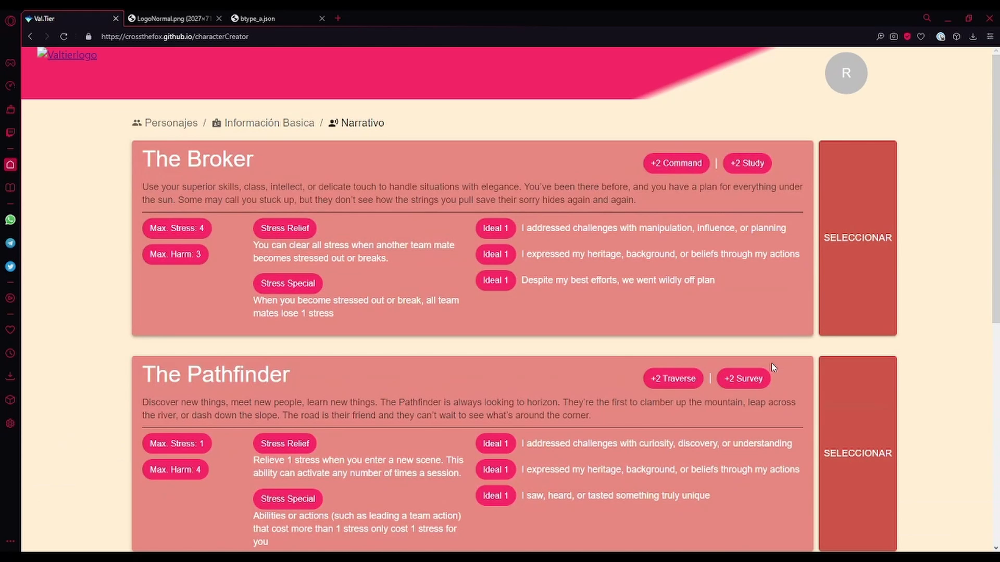 Val.Tier
LogoNormal.png (2027×71
btype_a.json
https://crossthefox.github.io/characterCreator
Valtierlogo
R
Personajes / Información Basica / Narrativo
The Broker
+2 Command | +2 Study
Use your superior skills, class, intellect, or delicate touch to handle situations with elegance. You've been there before, and you have a plan for everything under
the sun. Some may call you stuck up, but they don't see how the strings you pull save their sorry hides again and again.
Max. Stress: 4
Max. Harm: 3
Stress Relief
You can clear all stress when another team mate
becomes stressed out or breaks.
Stress Special
When you become stressed out or break, all team
mates lose 1 stress
Ideal 1 I addressed challenges with manipulation, influence, or planning
Ideal 1 I expressed my heritage, background, or beliefs through my actions
Ideal 1 Despite my best efforts, we went wildly off plan
SELECCIONAR
The Pathfinder
+2 Traverse | +2 Survey
Discover new things, meet new people, learn new things. The Pathfinder is always looking to horizon. They're the first to clamber up the mountain, leap across
the river, or dash down the slope. The road is their friend and they can't wait to see what's around the corner.
Max. Stress: 1
Max. Harm: 4
Stress Relief
Relieve 1 stress when you enter a new scene. This
ability can activate any number of times a session.
Stress Special
Abilities or actions (such as leading a team action)
that cost more than 1 stress only cost 1 stress for
you
Ideal 1 I addressed challenges with curiosity, discovery, or understanding
Ideal 1 I expressed my heritage, background, or beliefs through my actions
Ideal 1 I saw, heard, or tasted something truly unique
SELECCIONAR